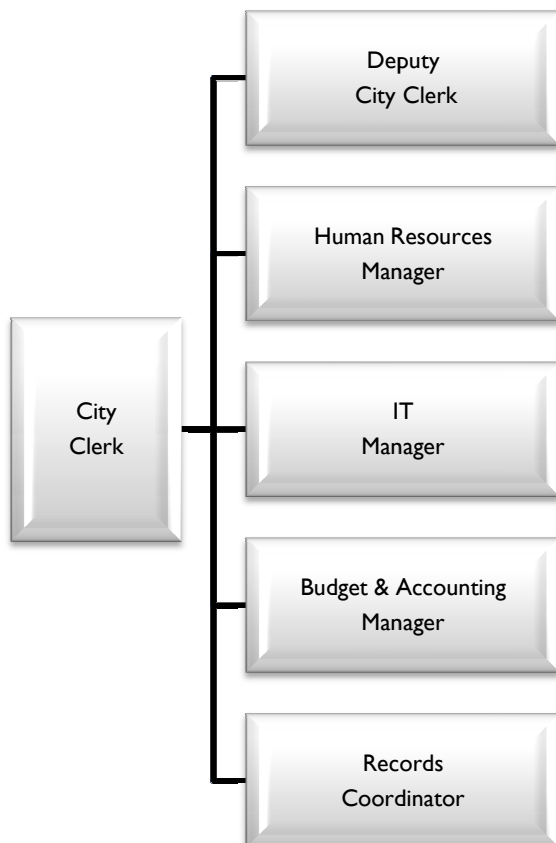 Deputy
City Clerk
Human Resources
Manager
City
Clerk
IT
Manager
Budget & Accounting
Manager
Records
Coordinator